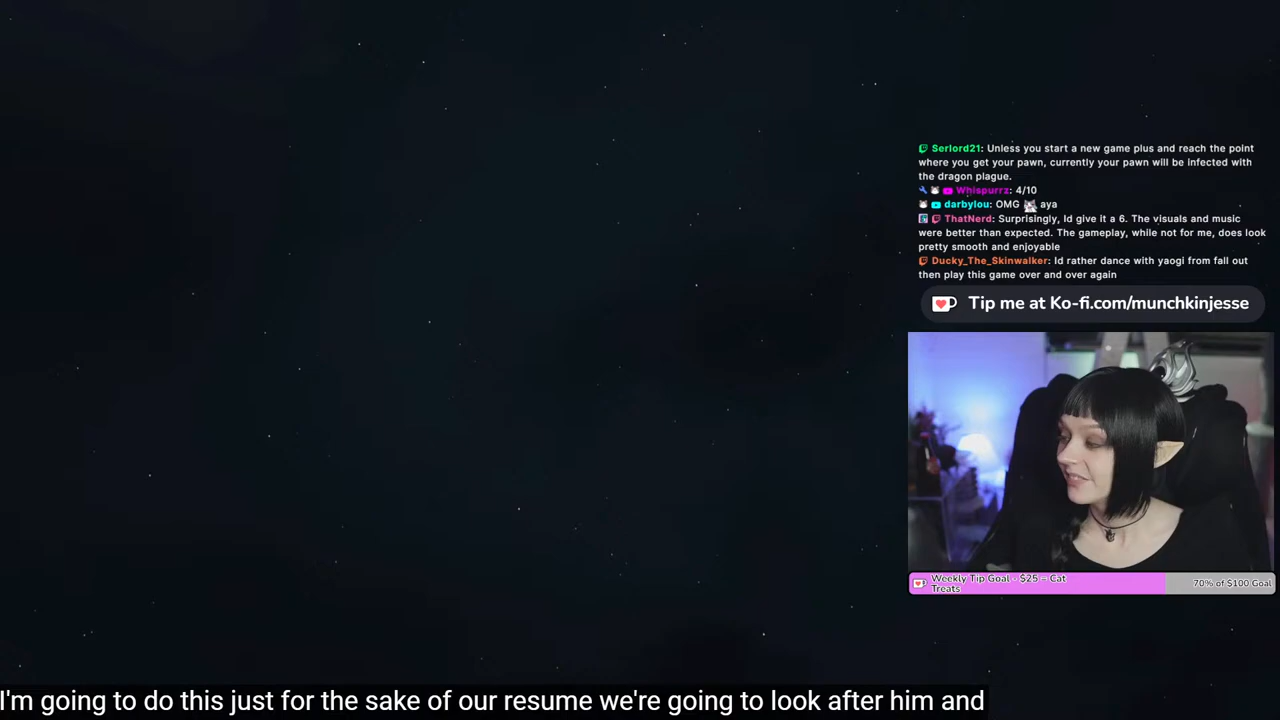 Serlord21: Unless you start a new game plus and reach the point
where you get your pawn, currently your pawn will be infected with
the dragon plague.
Whispurrz: 4/10
darbylou: OMG aya
ThatNerd: Surprisingly, Id give it a 6. The visuals and music
were better than expected. The gameplay, while not for me, does look
pretty smooth and enjoyable
Ducky_The_Skinwalker: Id rather dance with yaogi from fall out
then play this game over and over again
Tip me at Ko-fi.com/munchkinjesse
Weekly Tip Goal - $25 = Cat
Treats
70% of $100 Goal
I'm going to do this just for the sake of our resume we're going to look after him and